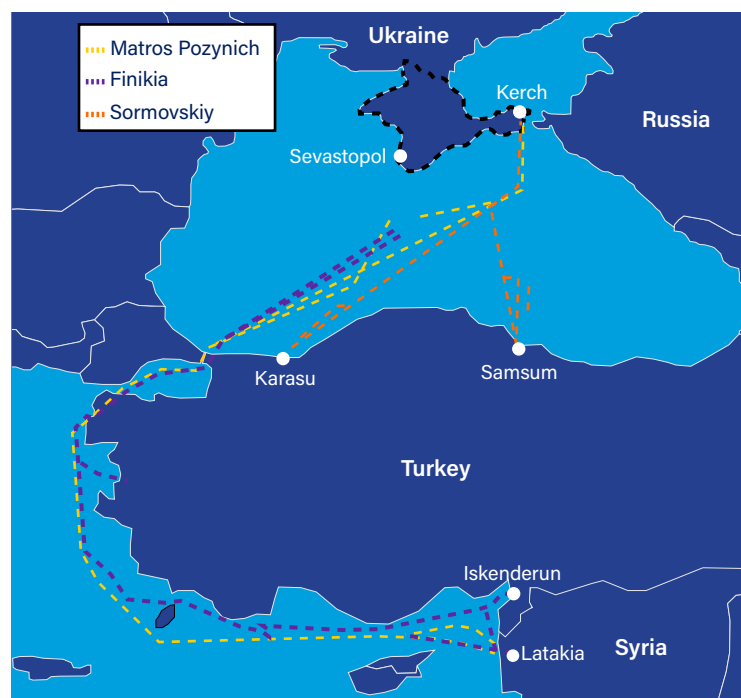 Matros Pozynich
Finikia
Sormovskiy
Ukraine
Kerch
Russia
Sevastopol
Karasu
Samsum
Turkey
Iskenderun
Syria
Latakia